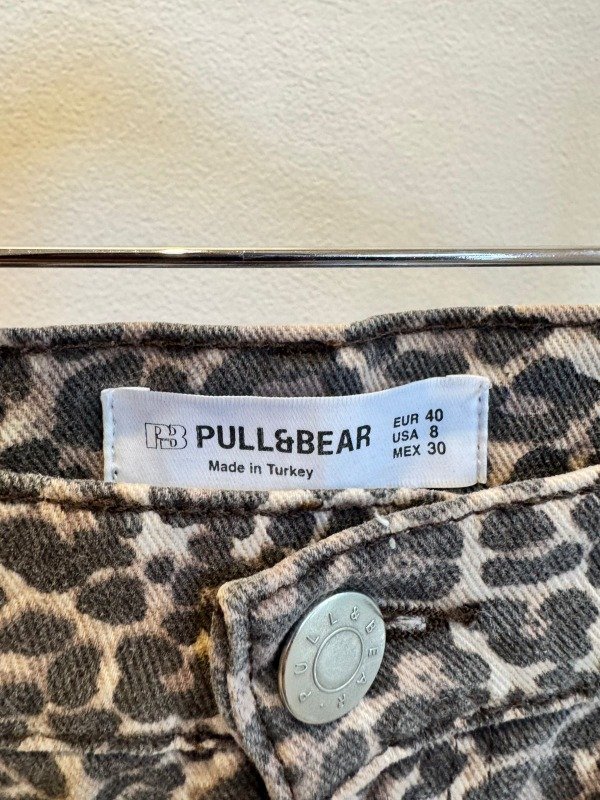 PB PULL&BEAR
Made in Turkey
EUR 40
USA 8
MEX 30
PULL&BEAR